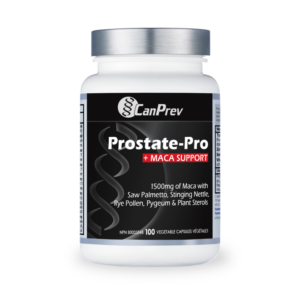 CanPrev
Prostate-Pro
+ MACA SUPPORT
1500mg of Maca with
Saw Palmetto, Stinging Nettle,
Rye Pollen, Pygeum & Plant Sterols
100 VEGETABLE CAPSULES VÉGÉTALES